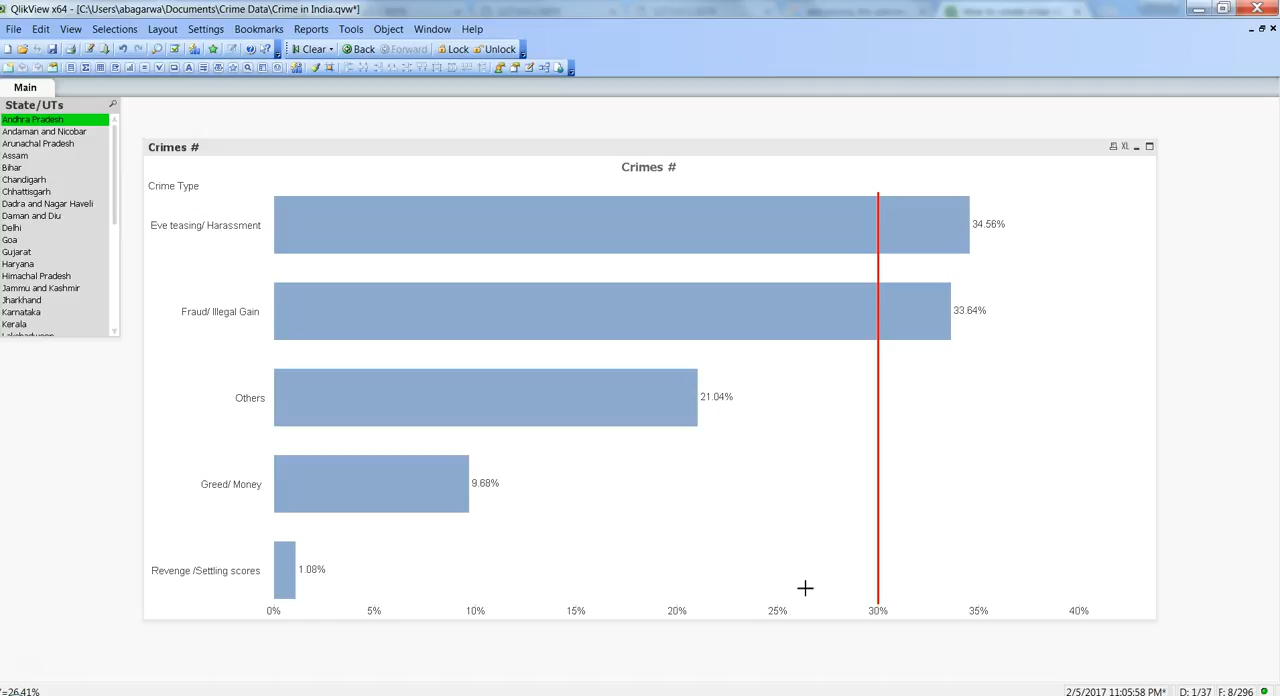 QlikView x64 - [C:\Users\abagarwa\Documents\Crime Data\Crime in India.qvw*]
File Edit View Selections Layout Settings Bookmarks Reports Tools Object Window Help
Clear Back Forward Lock Unlock
Main
State/UTs
Andhra Pradesh
Andaman and Nicobar
Arunachal Pradesh
Assam
Bihar
Chandigarh
Chhattisgarh
Dadra and Nagar Haveli
Daman and Diu
Delhi
Goa
Gujarat
Haryana
Himachal Pradesh
Jammu and Kashmir
Jharkhand
Karnataka
Kerala
Lakshadweep
Crimes #
XL
Crimes #
Crime Type
Eve teasing/ Harassment 34.56%
Fraud/ Illegal Gain 33.64%
Others 21.04%
Greed/ Money 9.68%
Revenge /Settling scores 1.08%
0% 5% 10% 15% 20% 25% 30% 35% 40%
Y=26.41% 2/5/2017 11:05:58 PM* D: 1/37 F: 8/296